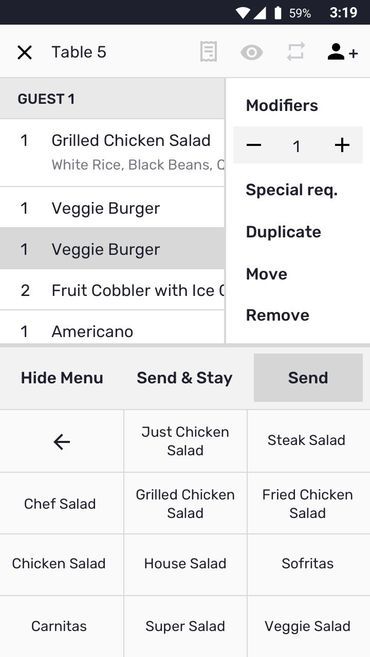 59% 3:19
Table 5
GUEST 1
1 Grilled Chicken Salad
White Rice, Black Beans,
1 Veggie Burger
1 Veggie Burger
2 Fruit Cobbler with Ice
1 Americano
Modifiers
− 1 +
Special req.
Duplicate
Move
Remove
Hide Menu Send & Stay Send
Just Chicken
Salad
Steak Salad
Chef Salad
Grilled Chicken
Salad
Fried Chicken
Salad
Chicken Salad
House Salad
Sofritas
Carnitas
Super Salad
Veggie Salad